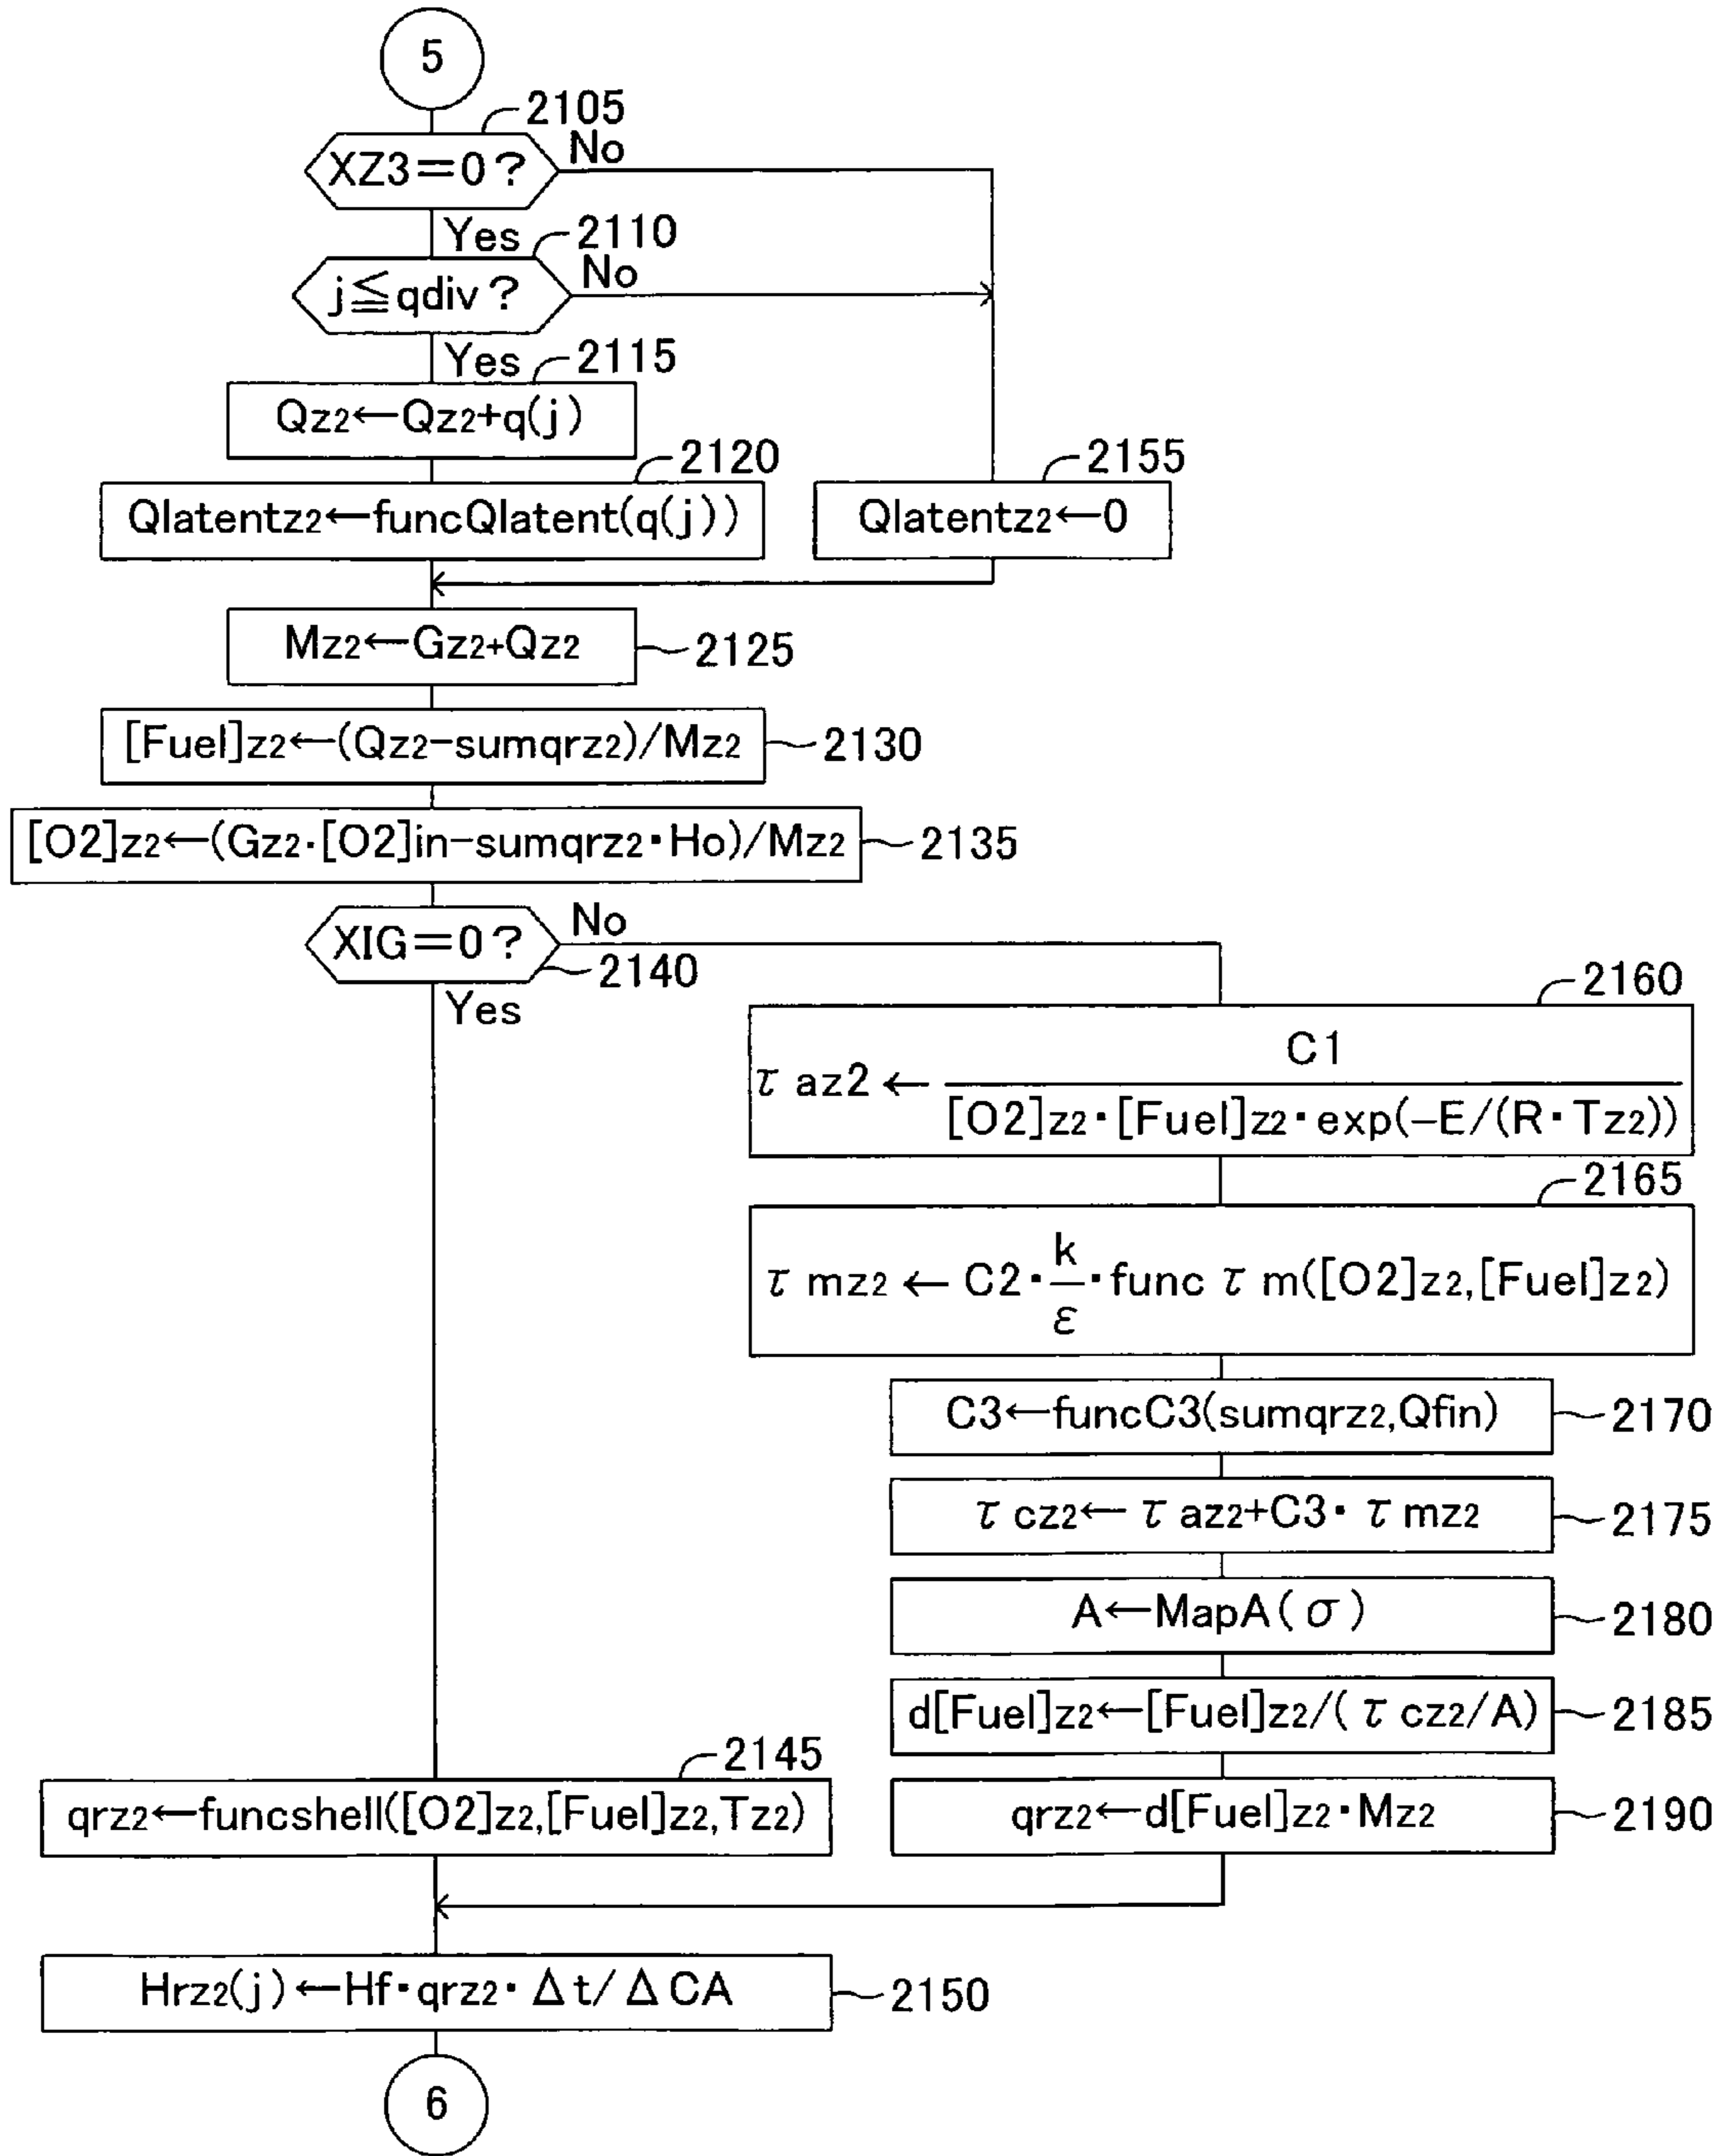 5
2105
XZ3=0?
No
Yes
2110
j≦qdiv?
No
Yes
2115
Qz2←Qz2+q(j)
2120
Qlatentz2←funcQlatent(q(j))
2155
Qlatentz2←0
Mz2←Gz2+Qz2
2125
[Fuel]z2←(Qz2-sumqrz2)/Mz2
2130
[O2]z2←(Gz2·[O2]in-sumqrz2·Ho)/Mz2
2135
XIG=0?
No
2140
Yes
2160
C1
τ az2 ←
[O2]z2·[Fuel]z2·exp(-E/(R·Tz2))
2165
τ mz2 ← C2·k/ε·func τ m([O2]z2,[Fuel]z2)
C3←funcC3(sumqrz2,Qfin)
2170
τ cz2← τ az2+C3· τ mz2
2175
A←MapA(σ)
2180
d[Fuel]z2←[Fuel]z2/(τ cz2/A)
2185
2145
qrz2←funcshell([O2]z2,[Fuel]z2,Tz2)
qrz2←d[Fuel]z2·Mz2
2190
Hrz2(j)←Hf·qrz2·Δt/ΔCA
2150
6